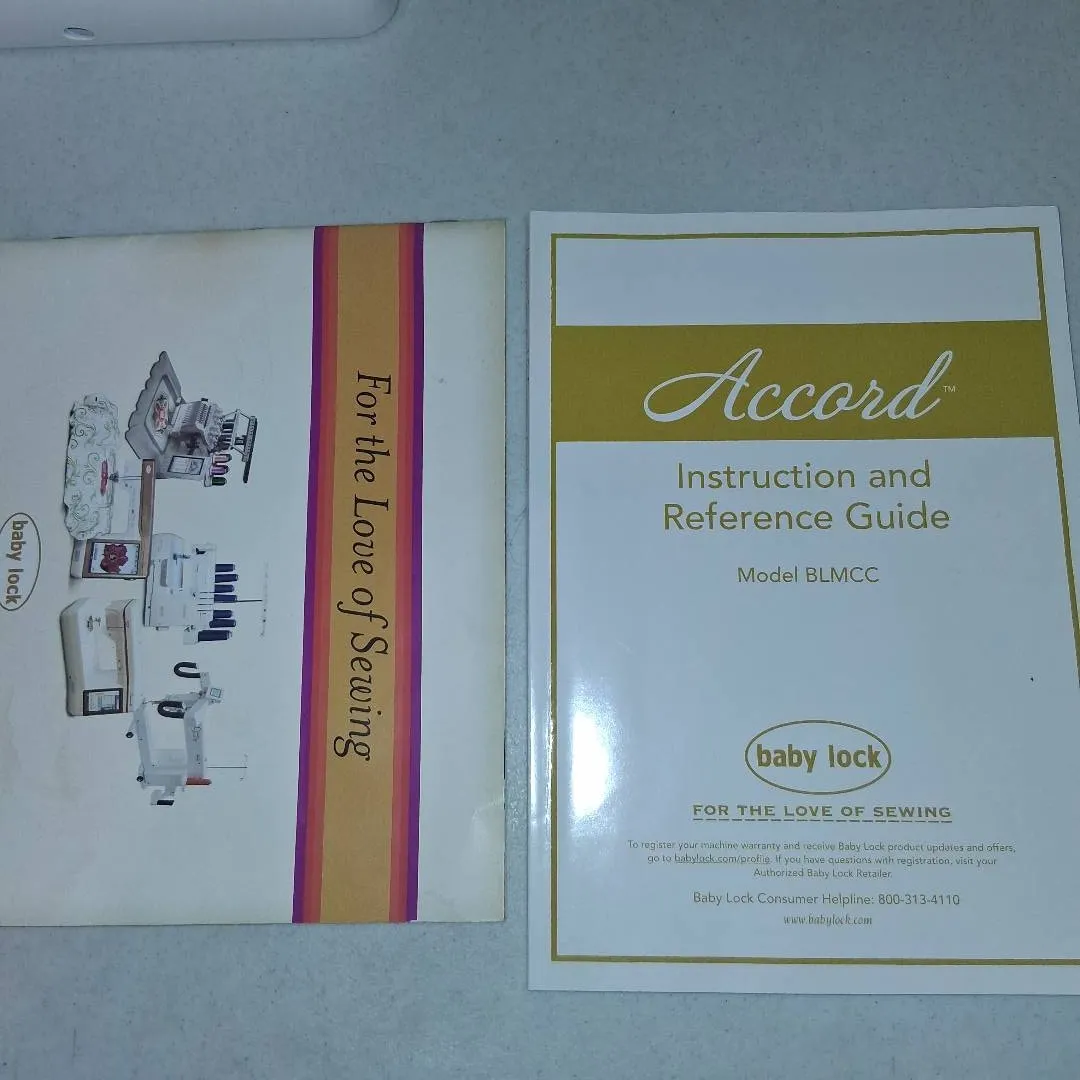 For the Love of Sewing
baby lock
Accord™
Instruction and
Reference Guide
Model BLMCC
baby lock
FOR THE LOVE OF SEWING
To register your machine warranty and receive Baby Lock product updates and offers,
go to babylock.com/profile. If you have questions with registration, visit your
Authorized Baby Lock Retailer.
Baby Lock Consumer Helpline: 800-313-4110
www.babylock.com